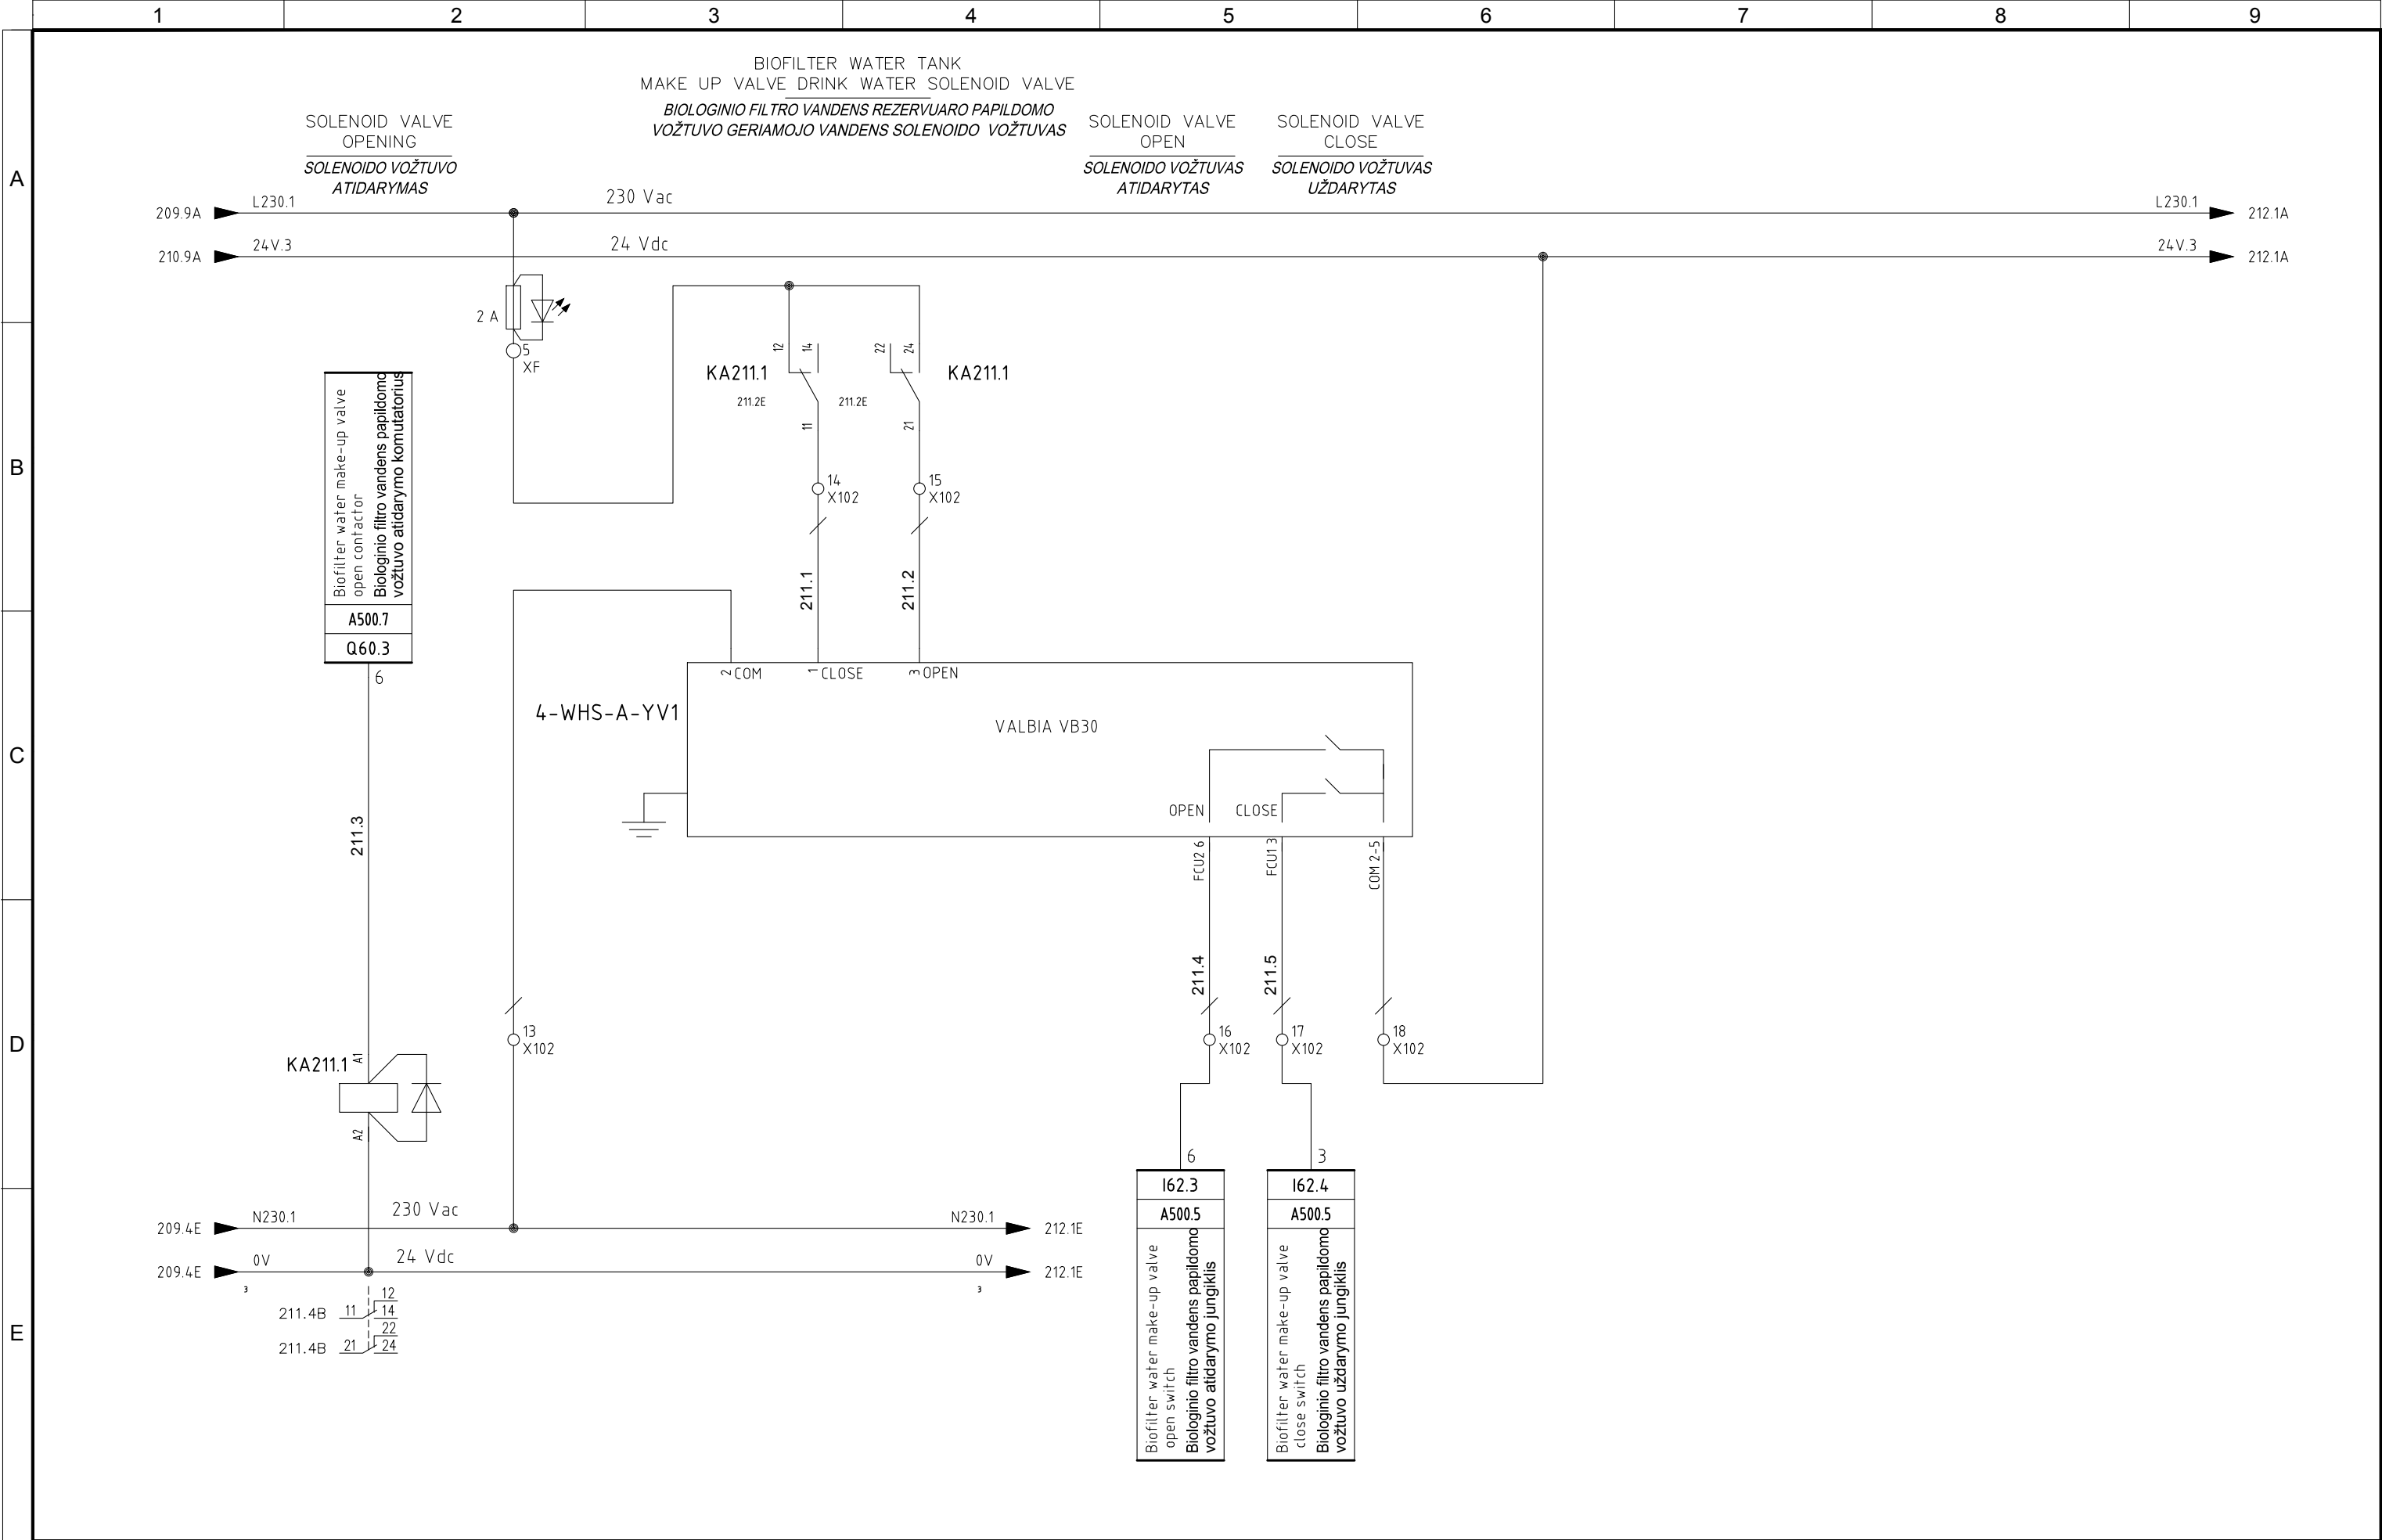 1 2 3 4 5 6 7 8 9
BIOFILTER WATER TANK
MAKE UP VALVE DRINK WATER SOLENOID VALVE
BIOLOGINIO FILTRO VANDENS REZERVUARO PAPILDOMO
VOŽTUVO GERIAMOJO VANDENS SOLENOIDO VOŽTUVAS
SOLENOID VALVE
OPENING
SOLENOIDO VOŽTUVO
ATIDARYMAS
SOLENOID VALVE
OPEN
SOLENOIDO VOŽTUVAS
ATIDARYTAS
SOLENOID VALVE
CLOSE
SOLENOIDO VOŽTUVAS
UŽDARYTAS
A
209.9A L230.1 230 Vac L230.1 212.1A
210.9A 24V.3 24 Vdc 24V.3 212.1A
2 A
5
XF
12 14 22 24
KA211.1 KA211.1
211.2E 211.2E
11 21
B
14
X102
15
X102
211.1 211.2
Biofilter water make-up valve
open contactor
Biologinio filtro vandens papildomo
vožtuvo atidarymo komutatorius
A500.7
Q60.3
6
2 COM 1 CLOSE 3 OPEN
4-WHS-A-YV1
VALBIA VB30
C
OPEN CLOSE
211.3
FCU2 6 FCU1 3 COM 2-5
211.4 211.5
D
13
X102
16
X102
17
X102
18
X102
KA211.1
A1
A2
6 3
I62.3
A500.5
Biofilter water make-up valve
open switch
Biologinio filtro vandens papildomo
vožtuvo atidarymo jungiklis
I62.4
A500.5
Biofilter water make-up valve
close switch
Biologinio filtro vandens papildomo
vožtuvo uždarymo jungiklis
209.4E N230.1 230 Vac N230.1 212.1E
209.4E 0V 24 Vdc 0V 212.1E
3 3
E
12
211.4B 11 14
22
211.4B 21 24